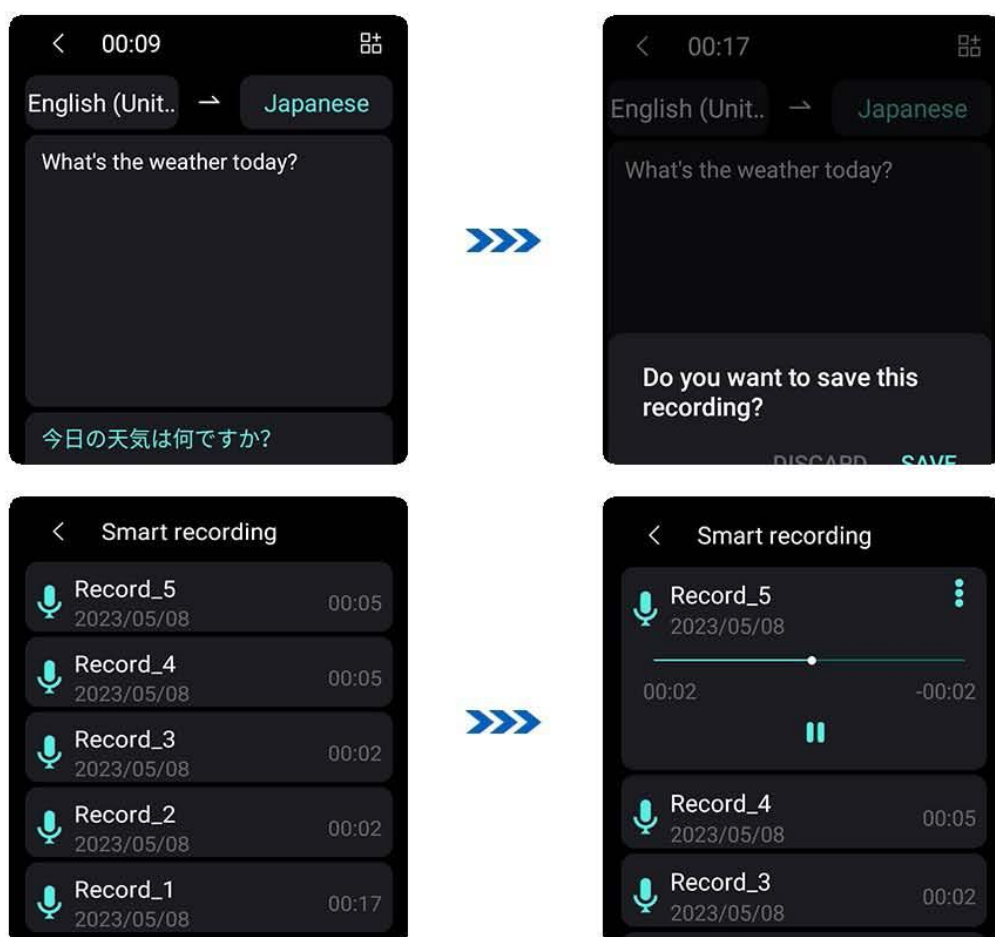 00:09
English (Unit.. → Japanese
What's the weather today?
今日の天気は何ですか?
00:17
English (Unit.. → Japanese
What's the weather today?
Do you want to save this
recording?
DISCARD SAVE
Smart recording
Record_5
2023/05/08 00:05
Record_4
2023/05/08 00:05
Record_3
2023/05/08 00:02
Record_2
2023/05/08 00:02
Record_1
2023/05/08 00:17
Smart recording
Record_5
2023/05/08
00:02 -00:02
Record_4
2023/05/08 00:05
Record_3
2023/05/08 00:02